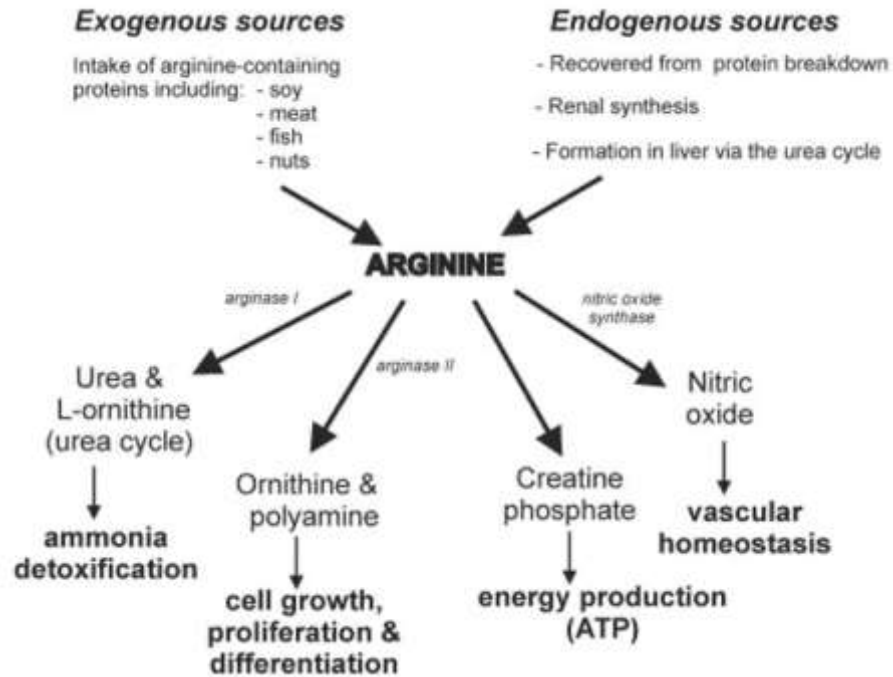 Exogenous sources
Intake of arginine-containing
proteins including: - soy
- meat
- fish
- nuts
Endogenous sources
- Recovered from protein breakdown
- Renal synthesis
- Formation in liver via the urea cycle
ARGININE
arginase I
arginase II
nitric oxide
synthase
Urea &
L-ornithine
(urea cycle)
ammonia
detoxification
Ornithine &
polyamine
cell growth,
proliferation &
differentiation
Creatine
phosphate
energy production
(ATP)
Nitric
oxide
vascular
homeostasis